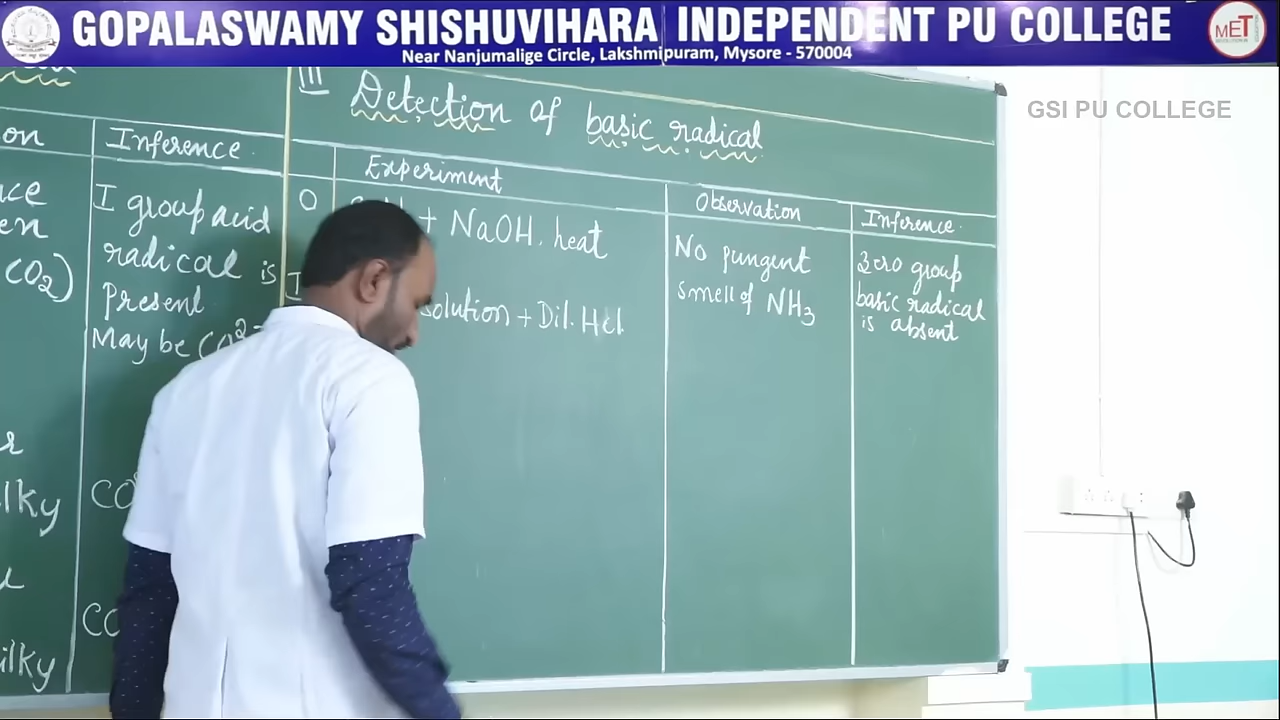 GOPALASWAMY SHISHUVIHARA INDEPENDENT PU COLLEGE
Near Nanjumalige Circle, Lakshmipuram, Mysore - 570004
MET
GSI PU COLLEGE
on
Inference
I group acid
radical is
Present
May be CO
en
CO2)
lky
CO
ilky
III Detection of basic radical
Experiment
Observation
Inference
O
+ NaOH. heat
No pungent
smell of NH3
Zero group
basic radical
is absent
solution + Dil. Hcl.